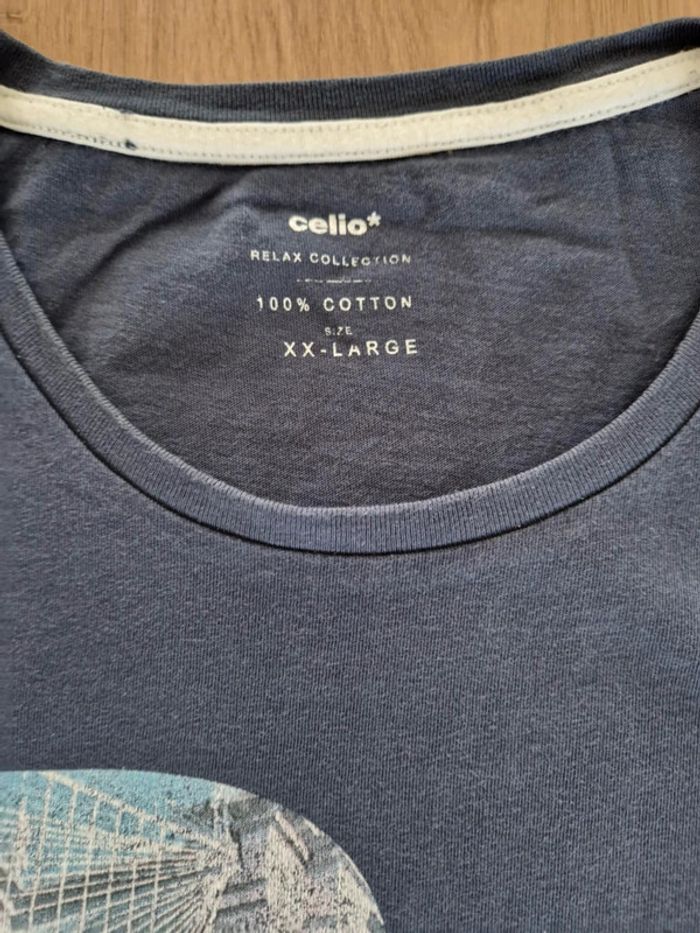 celio*
RELAX COLLECTION
100% COTTON
SIZE
XX-LARGE